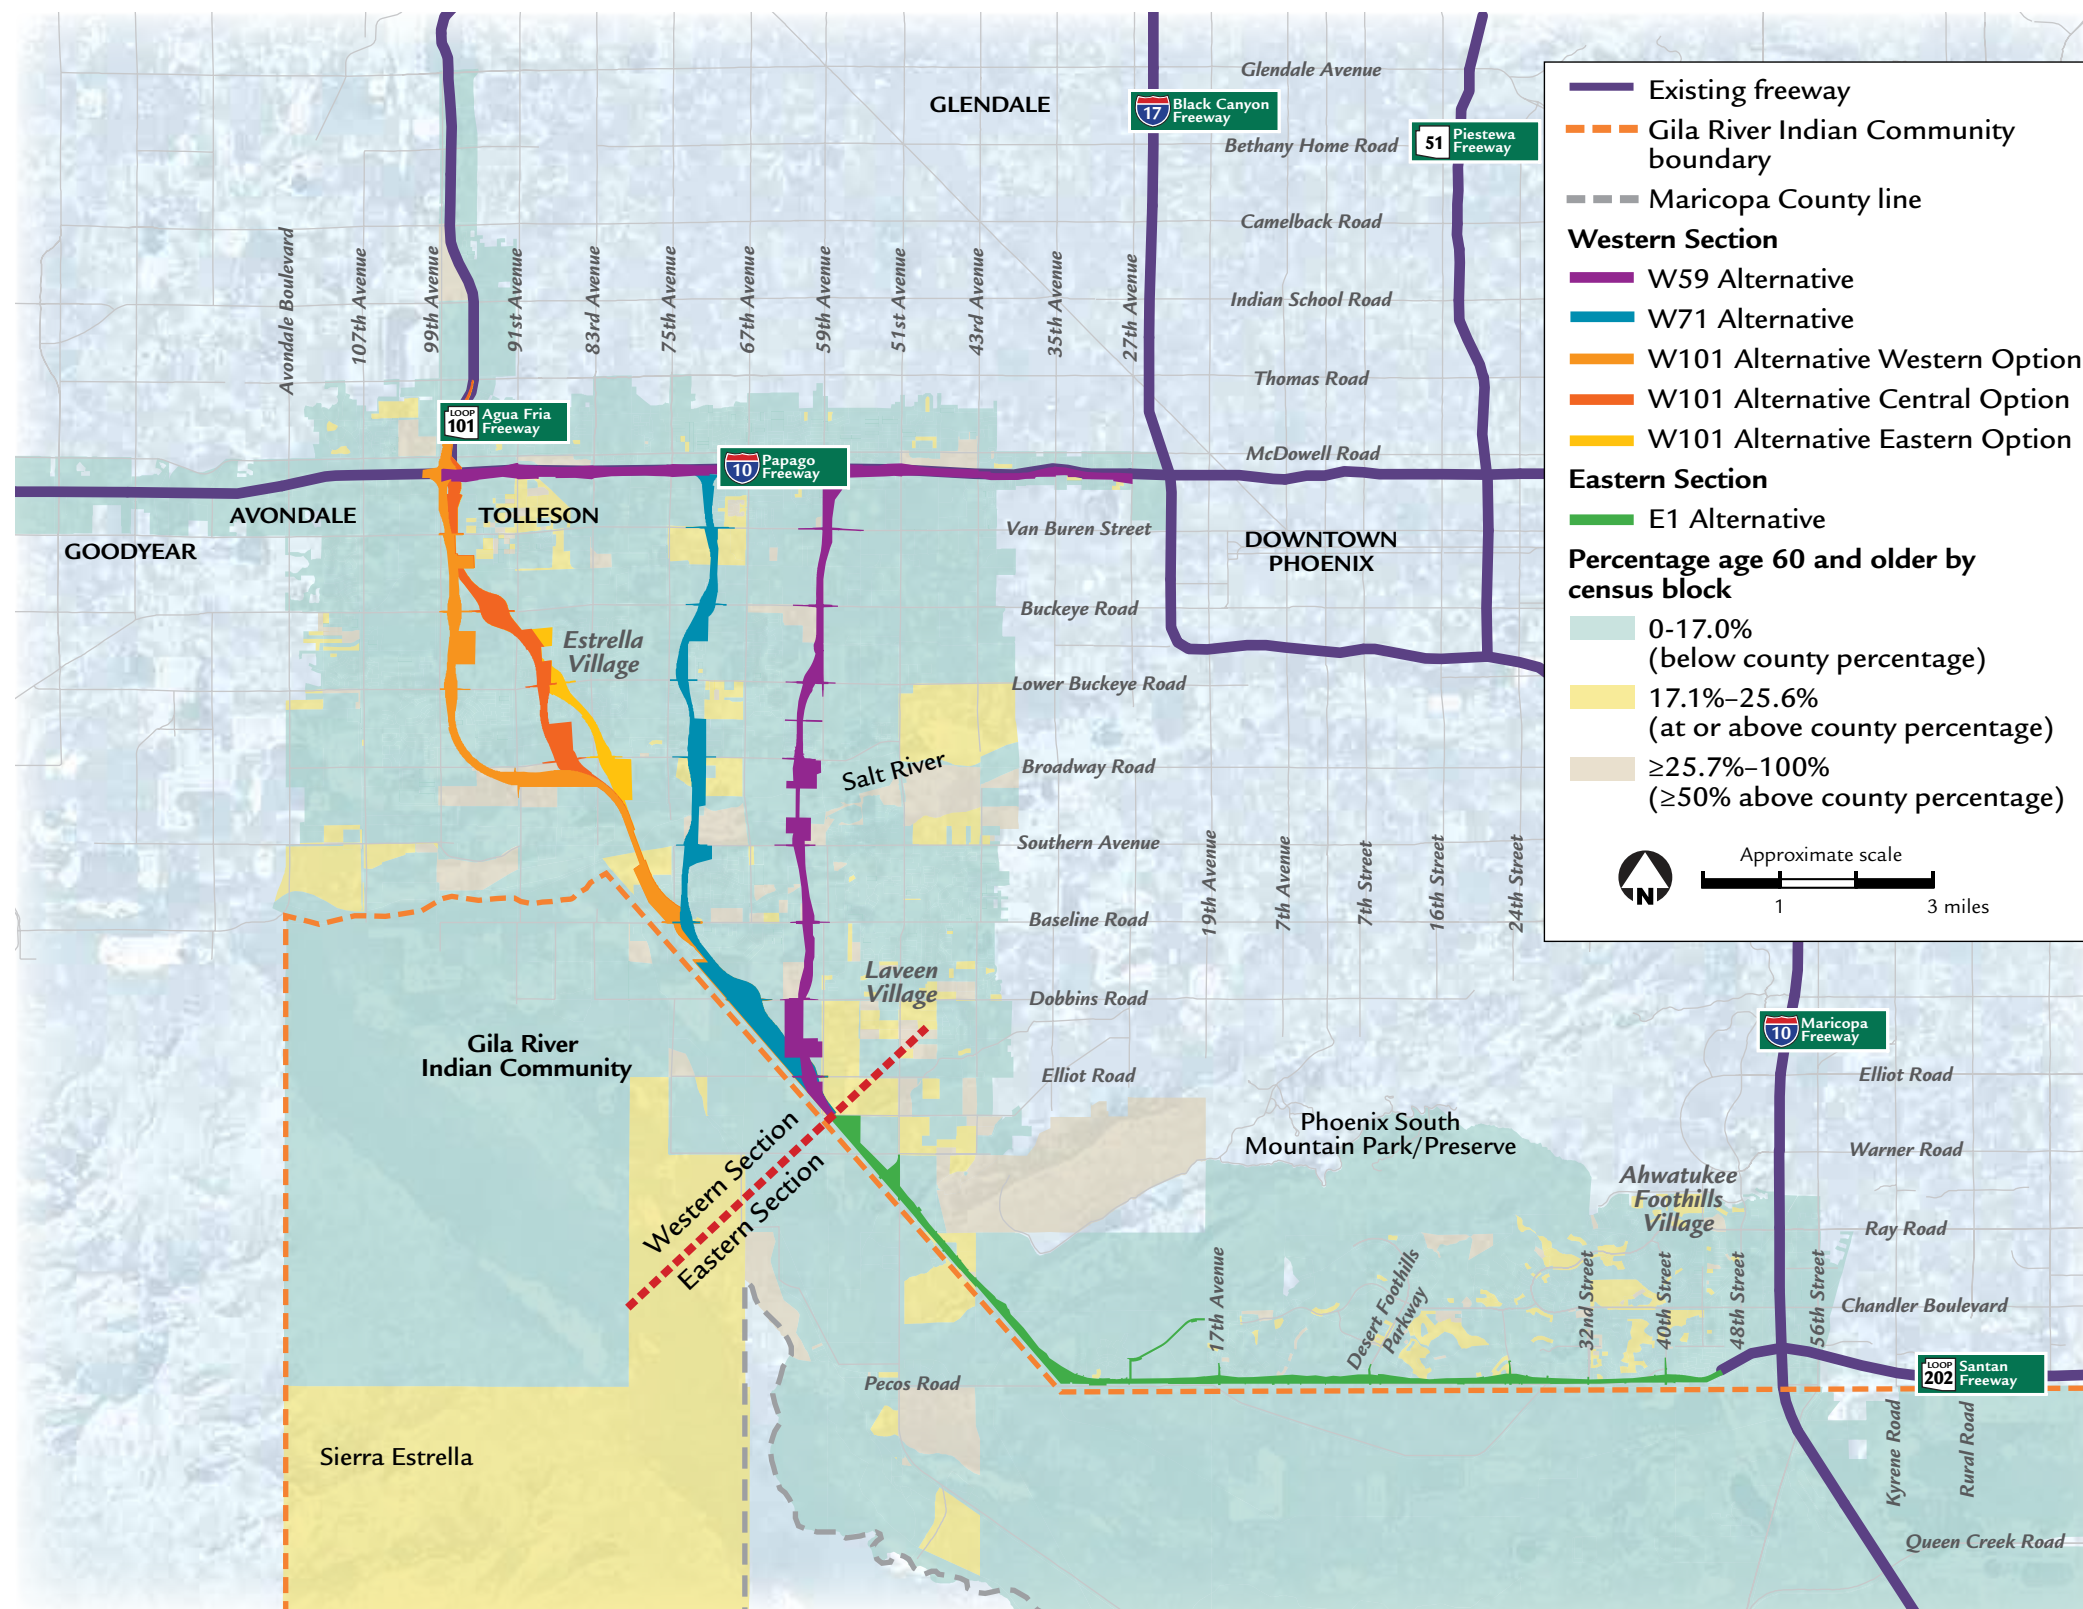 Glendale Avenue
GLENDALE
17
Black Canyon
Freeway
51
Piestewa
Freeway
Bethany Home Road
Camelback Road
Avondale Boulevard
107th Avenue
99th Avenue
91st Avenue
83rd Avenue
75th Avenue
67th Avenue
59th Avenue
51st Avenue
43rd Avenue
35th Avenue
27th Avenue
Indian School Road
Thomas Road
LOOP
101
Agua Fria
Freeway
McDowell Road
10
Papago
Freeway
AVONDALE
TOLLESON
GOODYEAR
Van Buren Street
DOWNTOWN
PHOENIX
Buckeye Road
Estrella
Village
Lower Buckeye Road
Salt River
Broadway Road
Southern Avenue
19th Avenue
7th Avenue
7th Street
16th Street
24th Street
Baseline Road
Laveen
Village
Dobbins Road
Gila River
Indian Community
Elliot Road
10
Maricopa
Freeway
Elliot Road
Phoenix South
Mountain Park/Preserve
Warner Road
Western Section
Eastern Section
Ahwatukee
Foothills
Village
Ray Road
17th Avenue
Desert Foothills
Parkway
32nd Street
40th Street
48th Street
56th Street
Chandler Boulevard
Pecos Road
LOOP
202
Santan
Freeway
Sierra Estrella
Kyrene Road
Rural Road
Queen Creek Road
Existing freeway
Gila River Indian Community
boundary
Maricopa County line
Western Section
W59 Alternative
W71 Alternative
W101 Alternative Western Option
W101 Alternative Central Option
W101 Alternative Eastern Option
Eastern Section
E1 Alternative
Percentage age 60 and older by
census block
0-17.0%
(below county percentage)
17.1%–25.6%
(at or above county percentage)
≥25.7%–100%
(≥50% above county percentage)
N
Approximate scale
1
3 miles